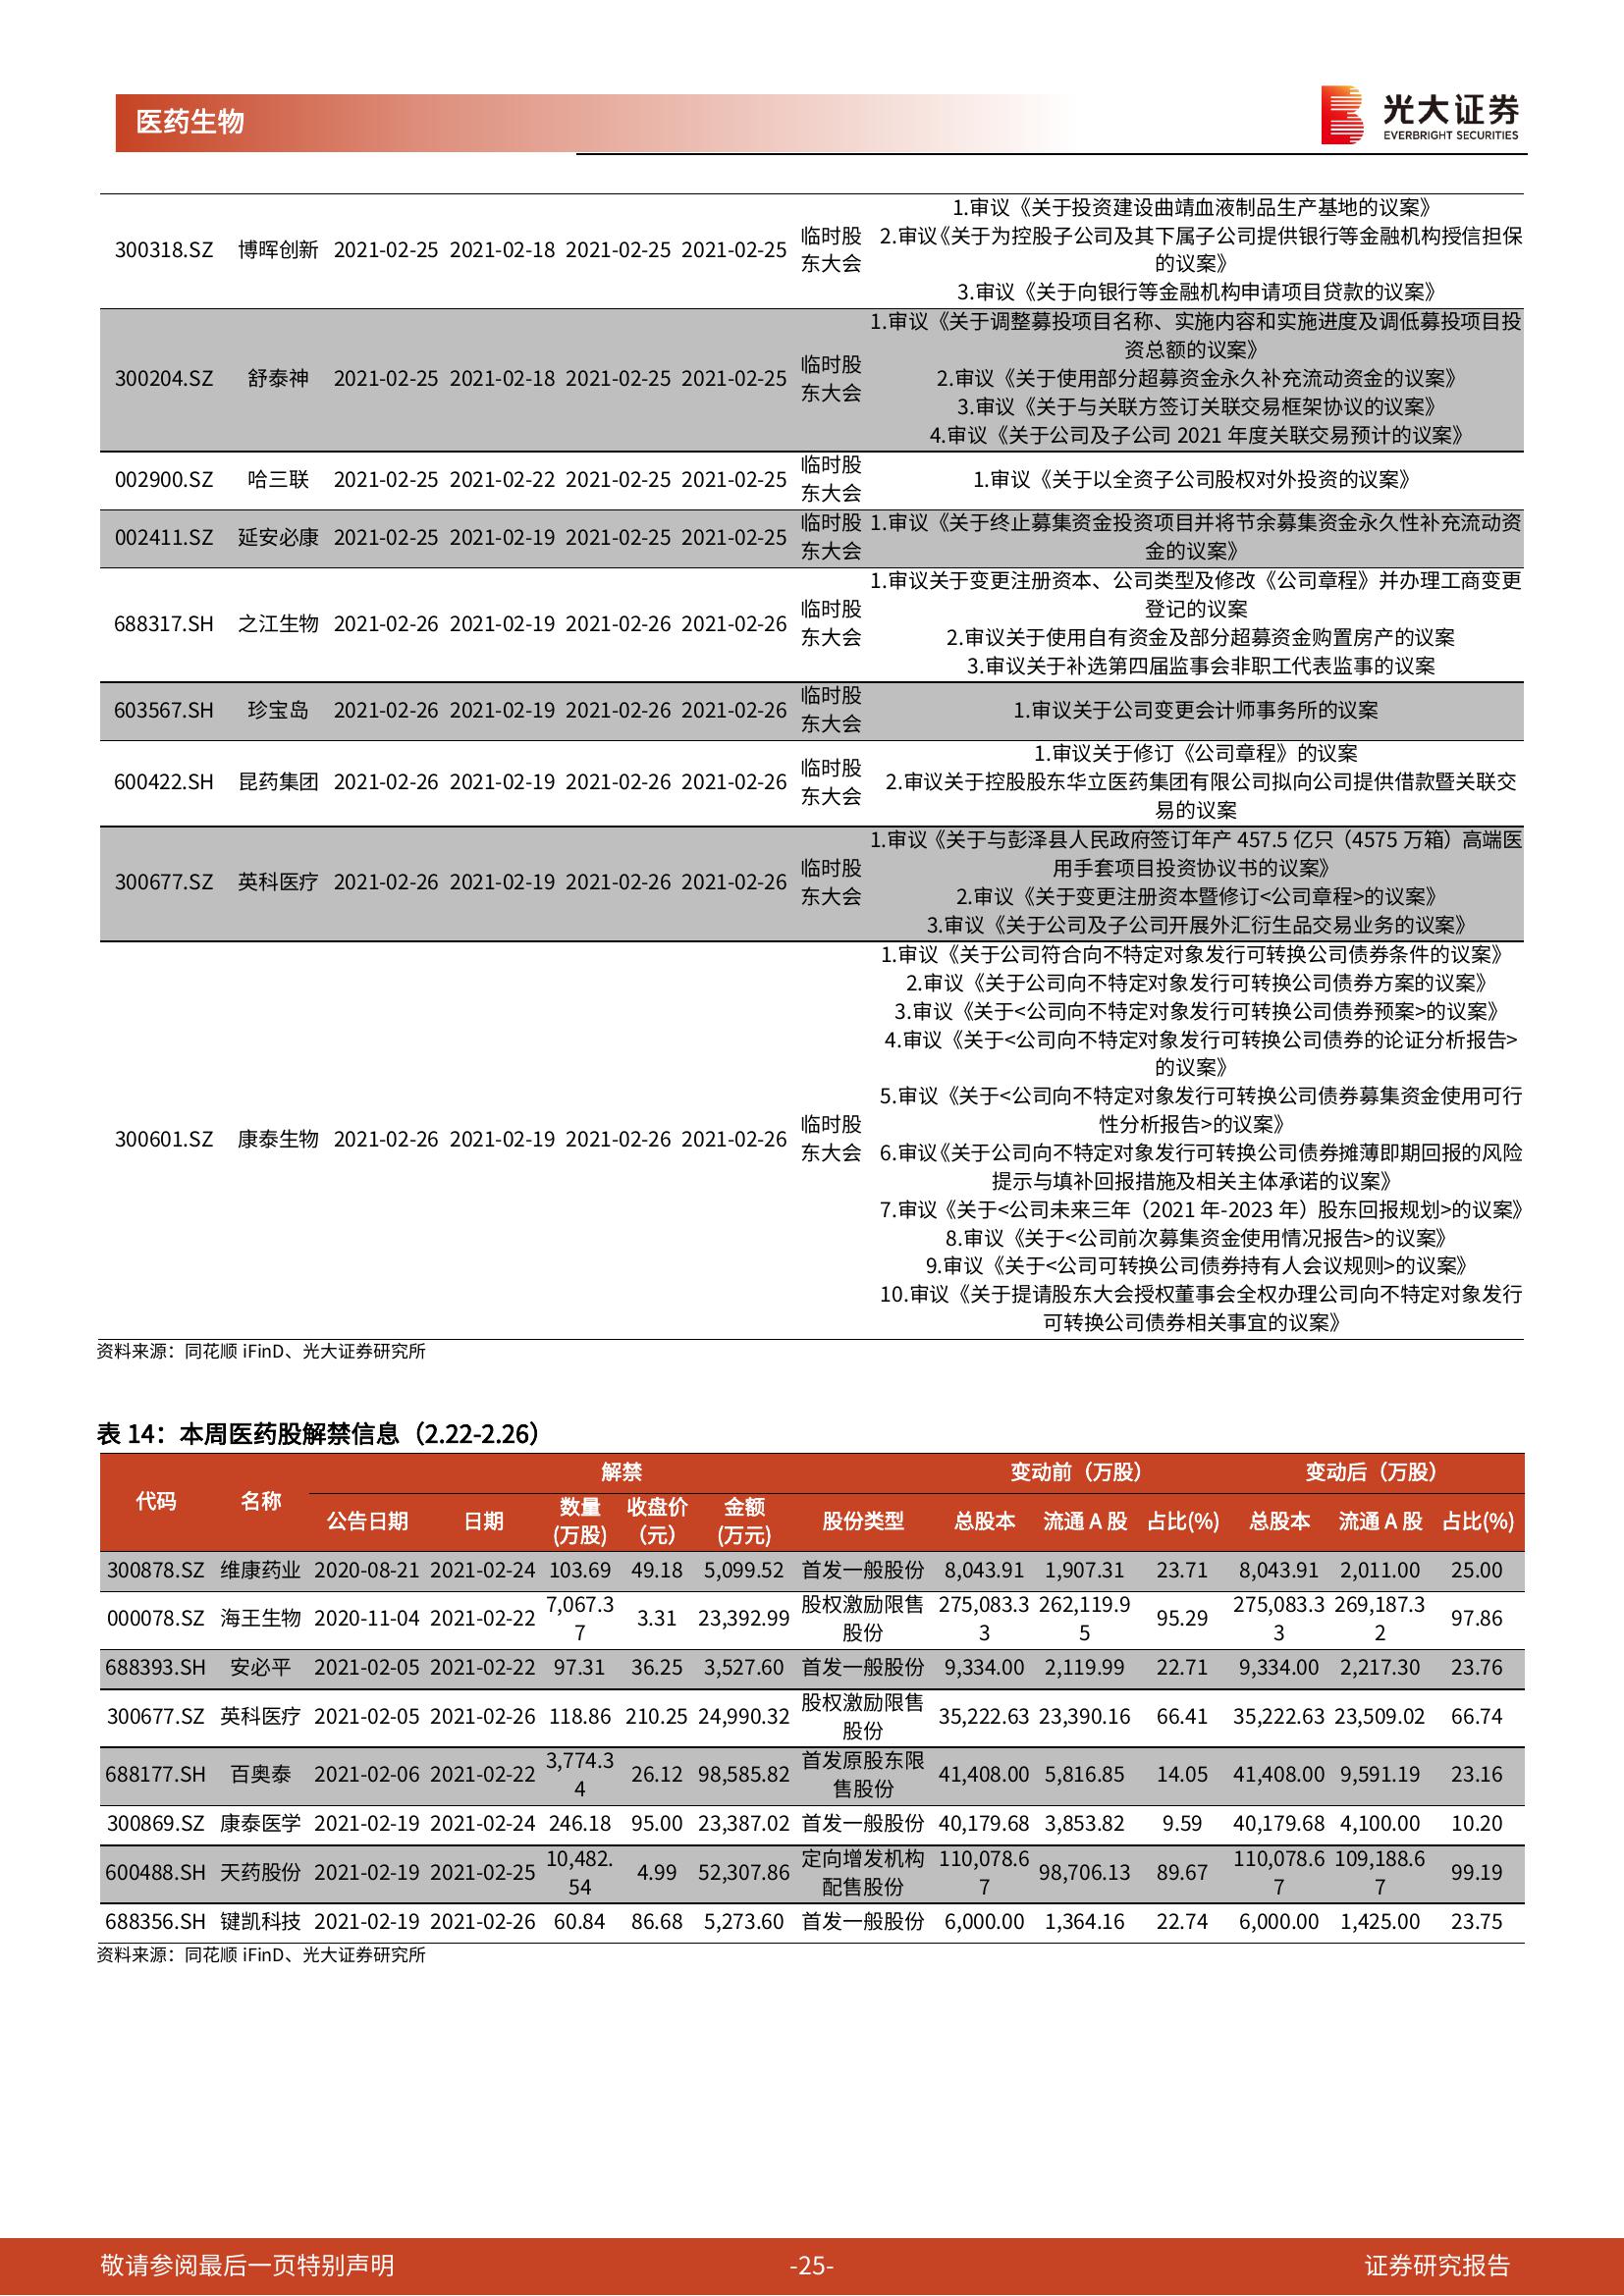 医药生物
光大证券
EVERBRIGHT SECURITIES
300318.SZ 博晖创新 2021-02-25 2021-02-18 2021-02-25 2021-02-25 临时股东大会
1.审议《关于投资建设曲靖血液制品生产基地的议案》
2.审议《关于为控股子公司及其下属子公司提供银行等金融机构授信担保
的议案》
3.审议《关于向银行等金融机构申请项目贷款的议案》
300204.SZ 舒泰神 2021-02-25 2021-02-18 2021-02-25 2021-02-25 临时股东大会
1.审议《关于调整募投项目名称、实施内容和实施进度及调低募投项目投
资总额的议案》
2.审议《关于使用部分超募资金永久补充流动资金的议案》
3.审议《关于与关联方签订关联交易框架协议的议案》
4.审议《关于公司及子公司 2021 年度关联交易预计的议案》
002900.SZ 哈三联 2021-02-25 2021-02-22 2021-02-25 2021-02-25 临时股东大会
1.审议《关于以全资子公司股权对外投资的议案》
002411.SZ 延安必康 2021-02-25 2021-02-19 2021-02-25 2021-02-25 临时股东大会
1.审议《关于终止募集资金投资项目并将节余募集资金永久性补充流动资
金的议案》
688317.SH 之江生物 2021-02-26 2021-02-19 2021-02-26 2021-02-26 临时股东大会
1.审议关于变更注册资本、公司类型及修改《公司章程》并办理工商变更
登记的议案
2.审议关于使用自有资金及部分超募资金购置房产的议案
3.审议关于补选第四届监事会非职工代表监事的议案
603567.SH 珍宝岛 2021-02-26 2021-02-19 2021-02-26 2021-02-26 临时股东大会
1.审议关于公司变更会计师事务所的议案
600422.SH 昆药集团 2021-02-26 2021-02-19 2021-02-26 2021-02-26 临时股东大会
1.审议关于修订《公司章程》的议案
2.审议关于控股股东华立医药集团有限公司拟向公司提供借款暨关联交
易的议案
300677.SZ 英科医疗 2021-02-26 2021-02-19 2021-02-26 2021-02-26 临时股东大会
1.审议《关于与彭泽县人民政府签订年产 457.5 亿只（4575 万箱）高端医
用手套项目投资协议书的议案》
2.审议《关于变更注册资本暨修订<公司章程>的议案》
3.审议《关于公司及子公司开展外汇衍生品交易业务的议案》
300601.SZ 康泰生物 2021-02-26 2021-02-19 2021-02-26 2021-02-26 临时股东大会
1.审议《关于公司符合向不特定对象发行可转换公司债券条件的议案》
2.审议《关于公司向不特定对象发行可转换公司债券方案的议案》
3.审议《关于<公司向不特定对象发行可转换公司债券预案>的议案》
4.审议《关于<公司向不特定对象发行可转换公司债券的论证分析报告>
的议案》
5.审议《关于<公司向不特定对象发行可转换公司债券募集资金使用可行
性分析报告>的议案》
6.审议《关于公司向不特定对象发行可转换公司债券摊薄即期回报的风险
提示与填补回报措施及相关主体承诺的议案》
7.审议《关于<公司未来三年（2021 年-2023 年）股东回报规划>的议案》
8.审议《关于<公司前次募集资金使用情况报告>的议案》
9.审议《关于<公司可转换公司债券持有人会议规则>的议案》
10.审议《关于提请股东大会授权董事会全权办理公司向不特定对象发行
可转换公司债券相关事宜的议案》
资料来源：同花顺 iFinD、光大证券研究所
表 14：本周医药股解禁信息（2.22-2.26）
代码 名称 解禁 变动前（万股） 变动后（万股）
公告日期 日期 数量(万股) 收盘价（元） 金额(万元) 股份类型 总股本 流通 A 股 占比(%) 总股本 流通 A 股 占比(%)
300878.SZ 维康药业 2020-08-21 2021-02-24 103.69 49.18 5,099.52 首发一般股份 8,043.91 1,907.31 23.71 8,043.91 2,011.00 25.00
000078.SZ 海王生物 2020-11-04 2021-02-22 7,067.37 3.31 23,392.99 股权激励限售股份 275,083.33 262,119.95 95.29 275,083.33 269,187.32 97.86
688393.SH 安必平 2021-02-05 2021-02-22 97.31 36.25 3,527.60 首发一般股份 9,334.00 2,119.99 22.71 9,334.00 2,217.30 23.76
300677.SZ 英科医疗 2021-02-05 2021-02-26 118.86 210.25 24,990.32 股权激励限售股份 35,222.63 23,390.16 66.41 35,222.63 23,509.02 66.74
688177.SH 百奥泰 2021-02-06 2021-02-22 3,774.34 26.12 98,585.82 首发原股东限售股份 41,408.00 5,816.85 14.05 41,408.00 9,591.19 23.16
300869.SZ 康泰医学 2021-02-19 2021-02-24 246.18 95.00 23,387.02 首发一般股份 40,179.68 3,853.82 9.59 40,179.68 4,100.00 10.20
600488.SH 天药股份 2021-02-19 2021-02-25 10,482.54 4.99 52,307.86 定向增发机构配售股份 110,078.67 98,706.13 89.67 110,078.67 109,188.67 99.19
688356.SH 键凯科技 2021-02-19 2021-02-26 60.84 86.68 5,273.60 首发一般股份 6,000.00 1,364.16 22.74 6,000.00 1,425.00 23.75
资料来源：同花顺 iFinD、光大证券研究所
敬请参阅最后一页特别声明 -25- 证券研究报告